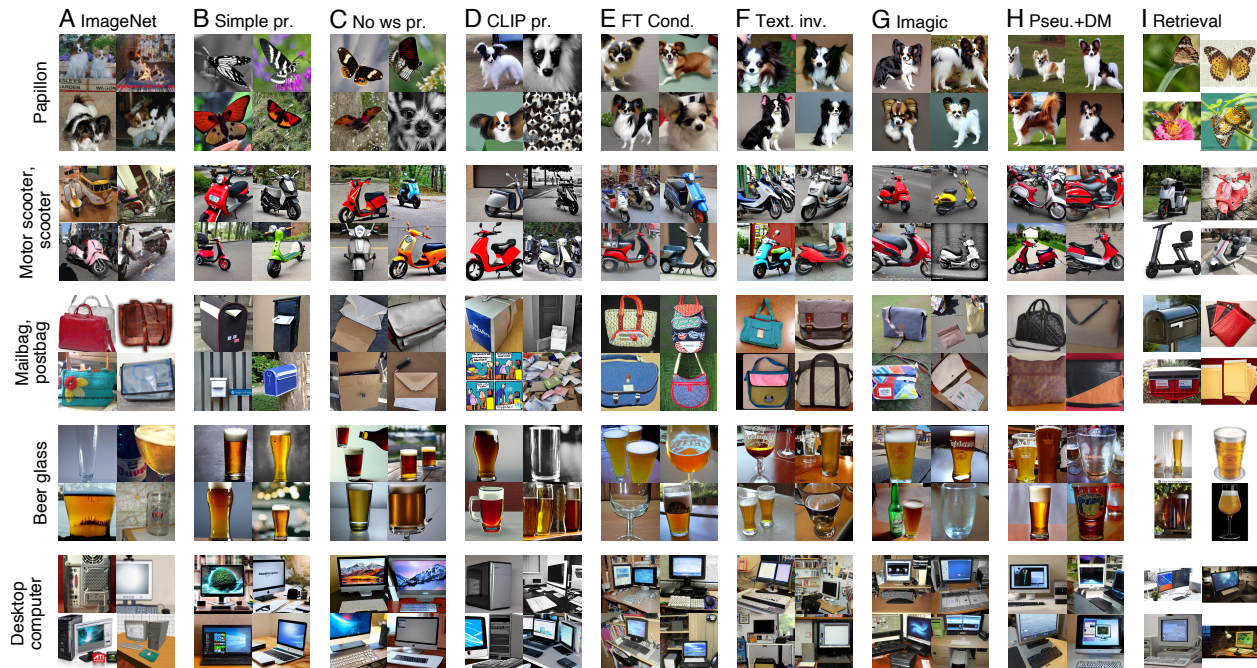 A ImageNet
B Simple pr.
C No ws pr.
D CLIP pr.
E FT Cond.
F Text. inv.
G Imagic
H Pseu.+DM
I Retrieval
Papillon
Motor scooter,
scooter
Mailbag,
postbag
Beer glass
Desktop
computer